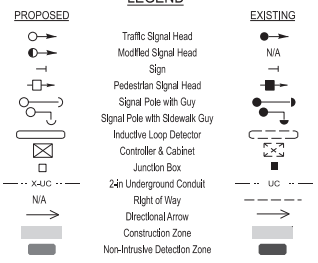 LEGEND
PROPOSED EXISTING
Traffic Signal Head
Modified Signal Head N/A
Sign
Pedestrian Signal Head
Signal Pole with Guy
Signal Pole with Sidewalk Guy
Inductive Loop Detector
Controller & Cabinet
Junction Box
X-UC 2-in Underground Conduit UC
N/A Right of Way
Directional Arrow
Construction Zone
Non-Intrusive Detection Zone